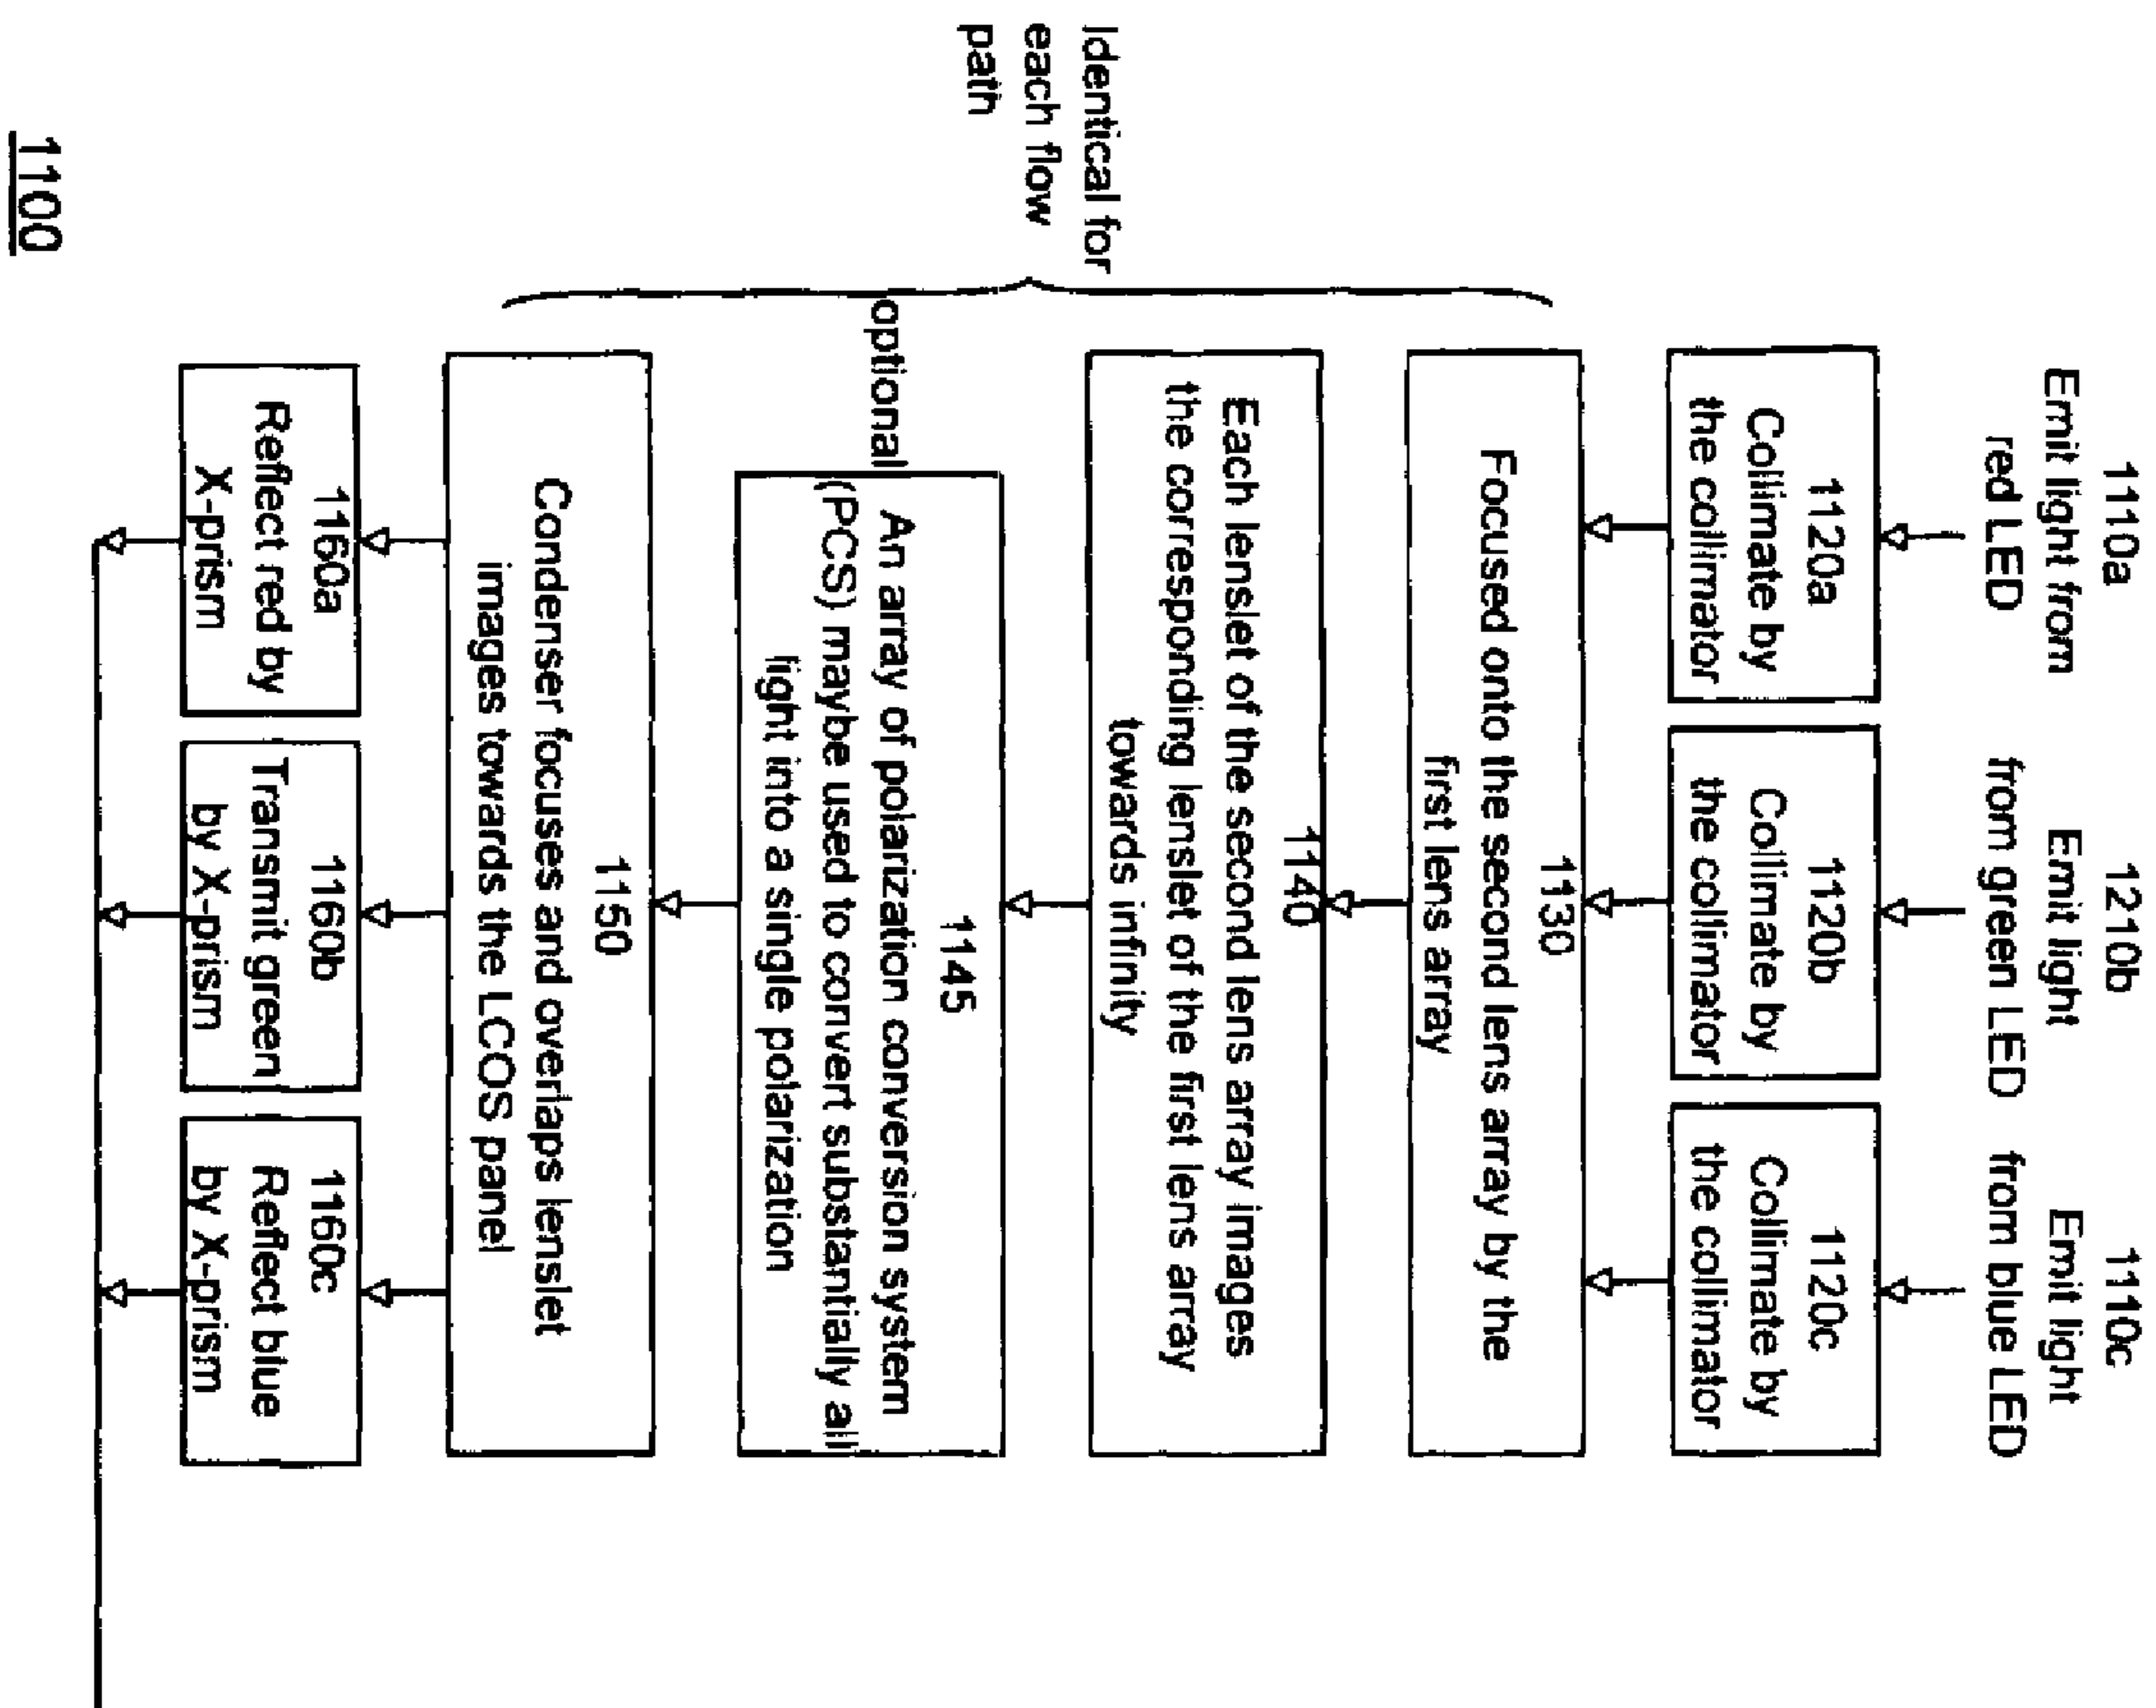 1110a
Emit light from
red LED
1210b
Emit light
from green LED
1110c
Emit light
from blue LED
1120a
Collimate by
the collimator
1120b
Collimate by
the collimator
1120c
Collimate by
the collimator
1130
Focused onto the second lens array by the
first lens array
1140
Each lenslet of the second lens array images
the corresponding lenslet of the first lens array
towards infinity
Identical for
each flow
path
optional
1145
An array of polarization conversion system
(PCS) maybe used to convert substantially all
light into a single polarization
1150
Condenser focuses and overlaps lenslet
images towards the LCOS panel
1160a
Reflect red by
X-prism
1160b
Transmit green
by X-prism
1160c
Reflect blue
by X-prism
1100